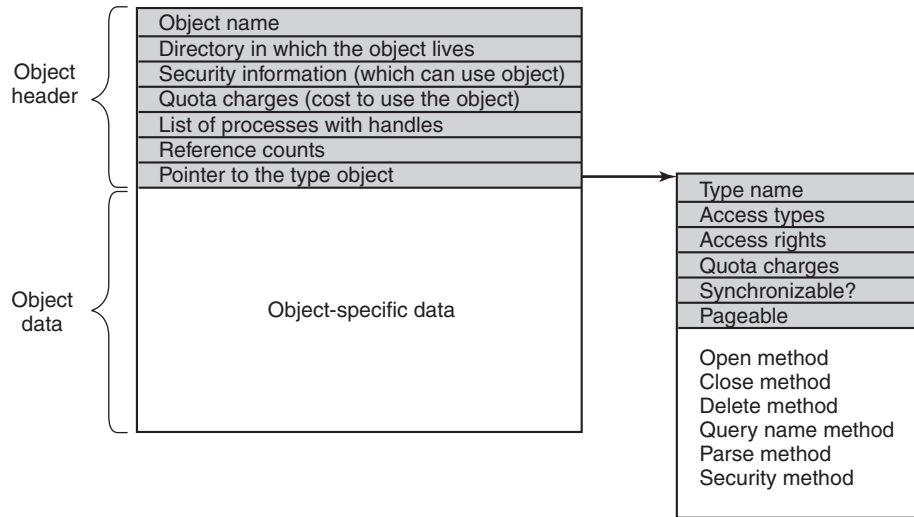 Object
header
Object name
Directory in which the object lives
Security information (which can use object)
Quota charges (cost to use the object)
List of processes with handles
Reference counts
Pointer to the type object
Object
data
Object-specific data
Type name
Access types
Access rights
Quota charges
Synchronizable?
Pageable
Open method
Close method
Delete method
Query name method
Parse method
Security method